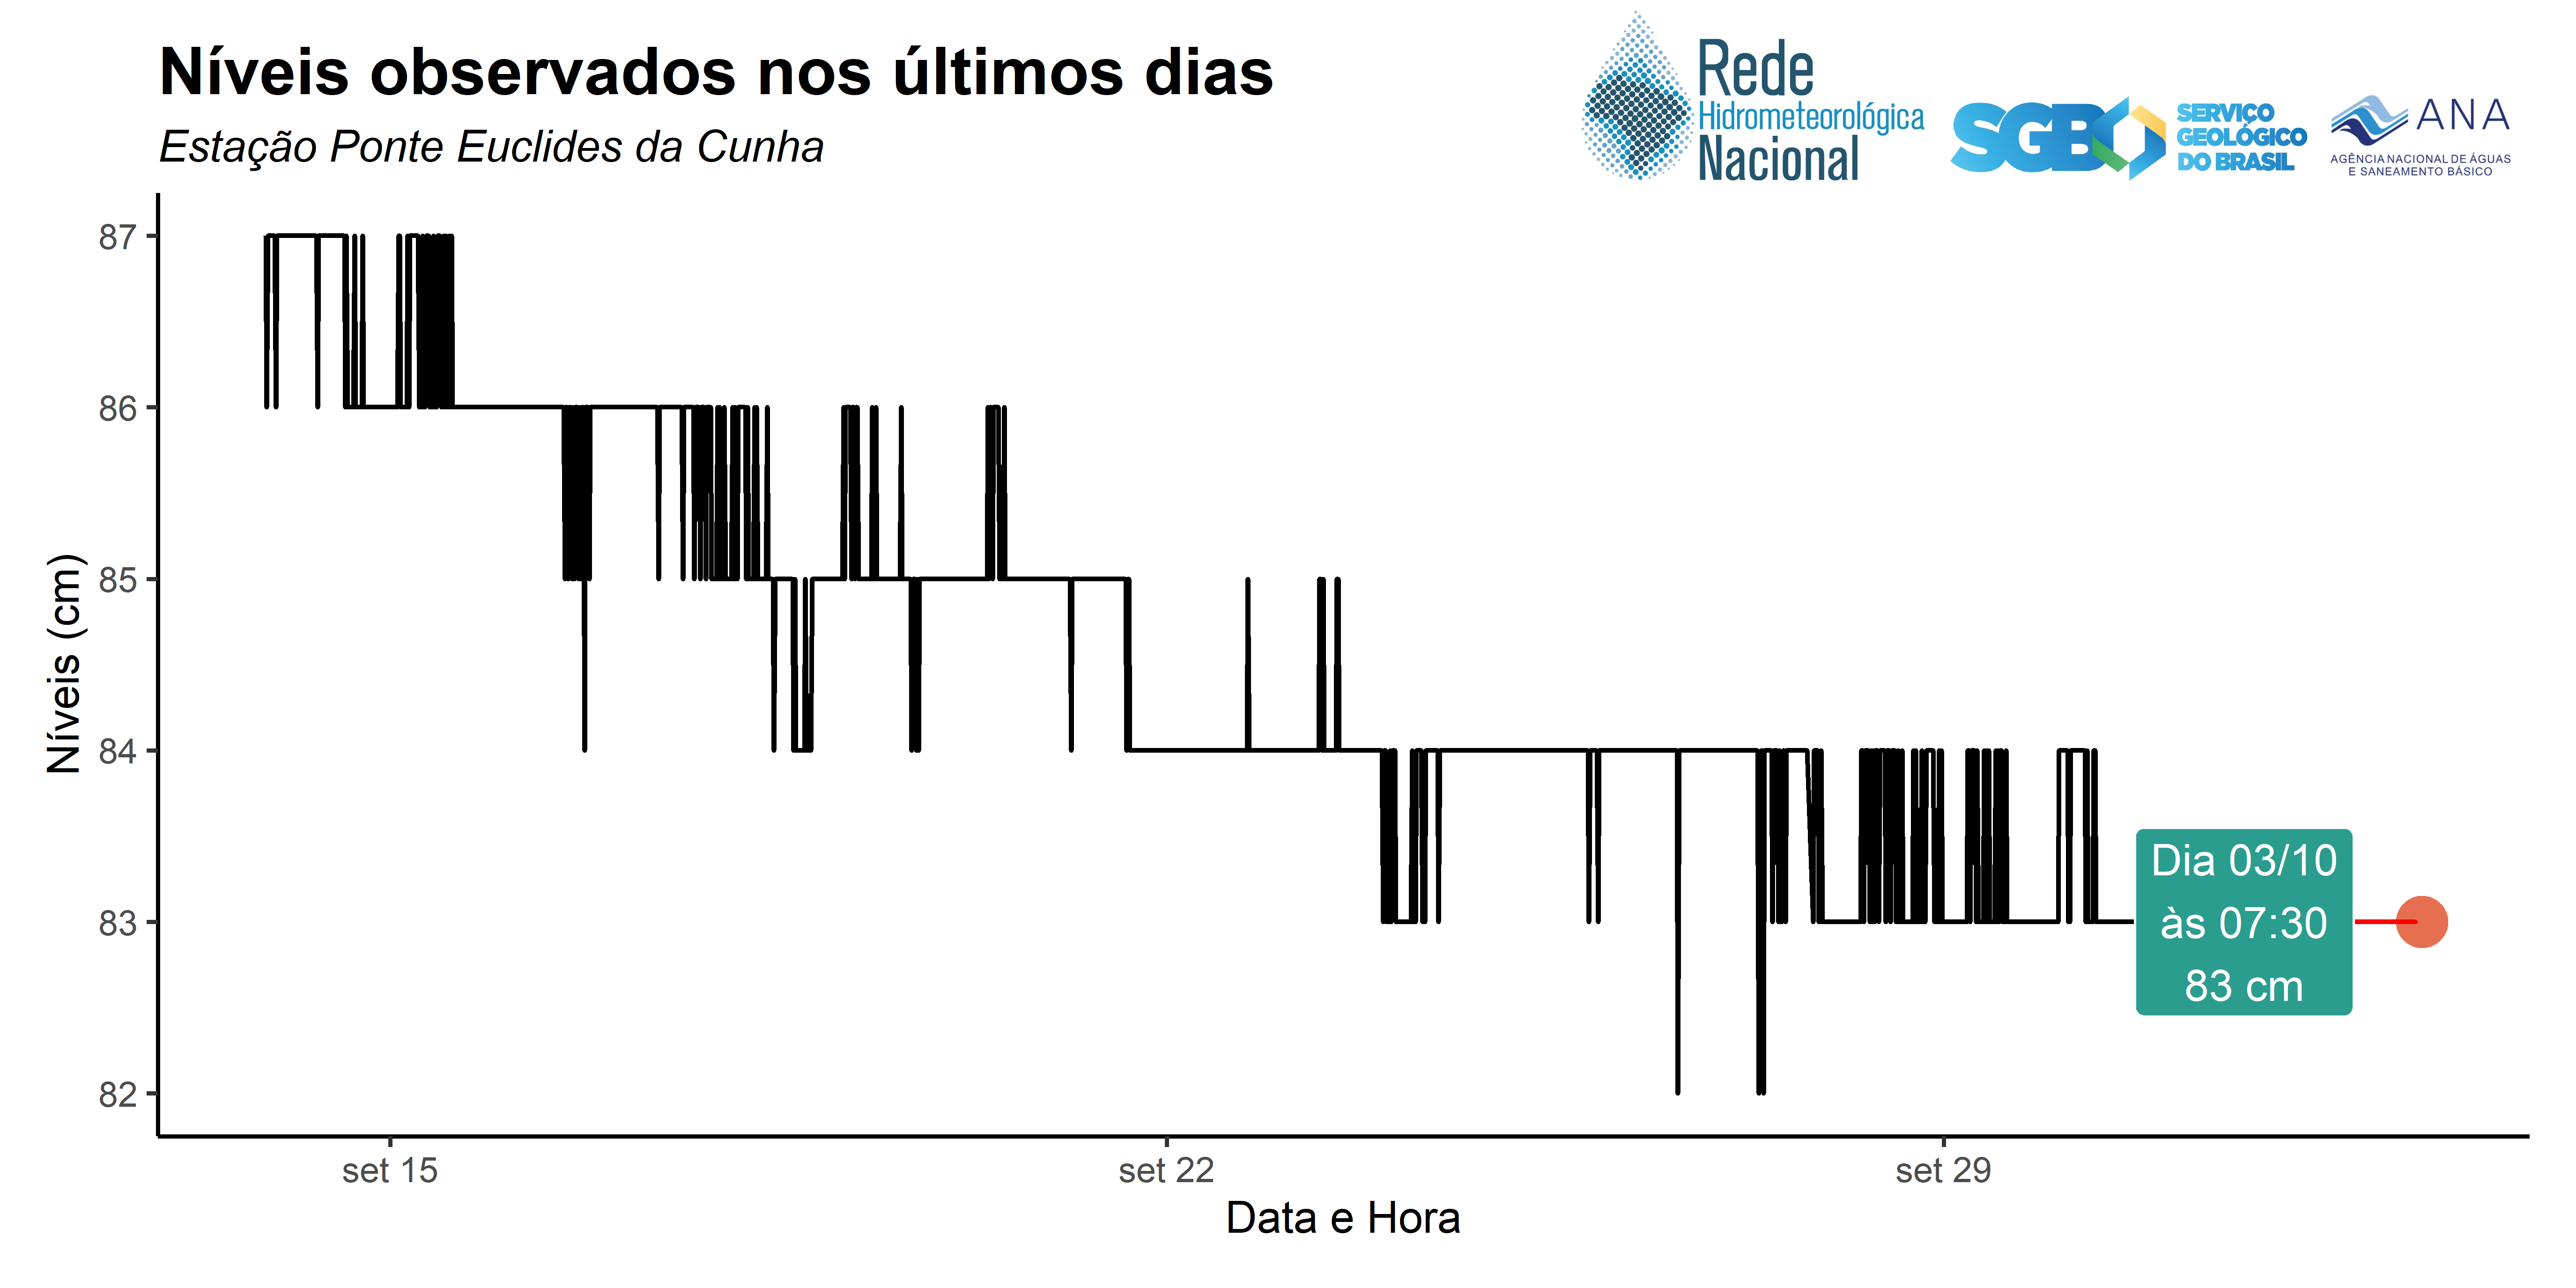 Níveis observados nos últimos dias
Estação Ponte Euclides da Cunha
Rede
Hidrometeorológica
Nacional
SGB
SERVIÇO
GEOLÓGICO
DO BRASIL
ANA
AGÊNCIA NACIONAL DE ÁGUAS
E SANEAMENTO BÁSICO
Níveis (cm)
87
86
85
84
83
82
Dia 03/10
às 07:30
83 cm
set 15
set 22
set 29
Data e Hora